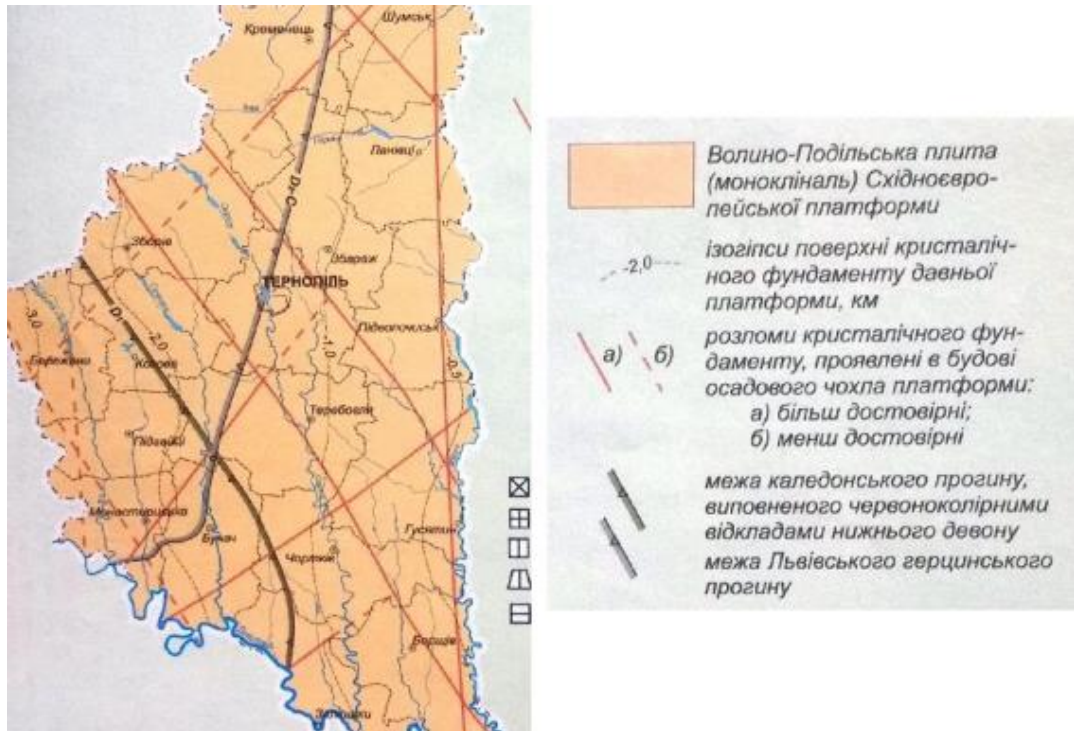 Шумськ
Кременець
Ланівці
D₂-C
Зборів
Збараж
ТЕРНОПІЛЬ
D₁
-3,0
-2,0
-1,0
Підволочиськ
-0,5
Бережани
Козова
Теребовля
Підгайці
Монастириська
Бучач
Гусятин
Чортків
Борщів
Заліщики
Волино-Подільська плита
(монокліналь) Східноєвро-
пейської платформи
-2,0
ізогіпси поверхні кристаліч-
ного фундаменту давньої
платформи, км
а) б)
розломи кристалічного фун-
даменту, проявлені в будові
осадового чохла платформи:
а) більш достовірні;
б) менш достовірні
межа каледонського прогину,
виповненого червоноколірними
відкладами нижнього девону
межа Львівського герцинського
прогину